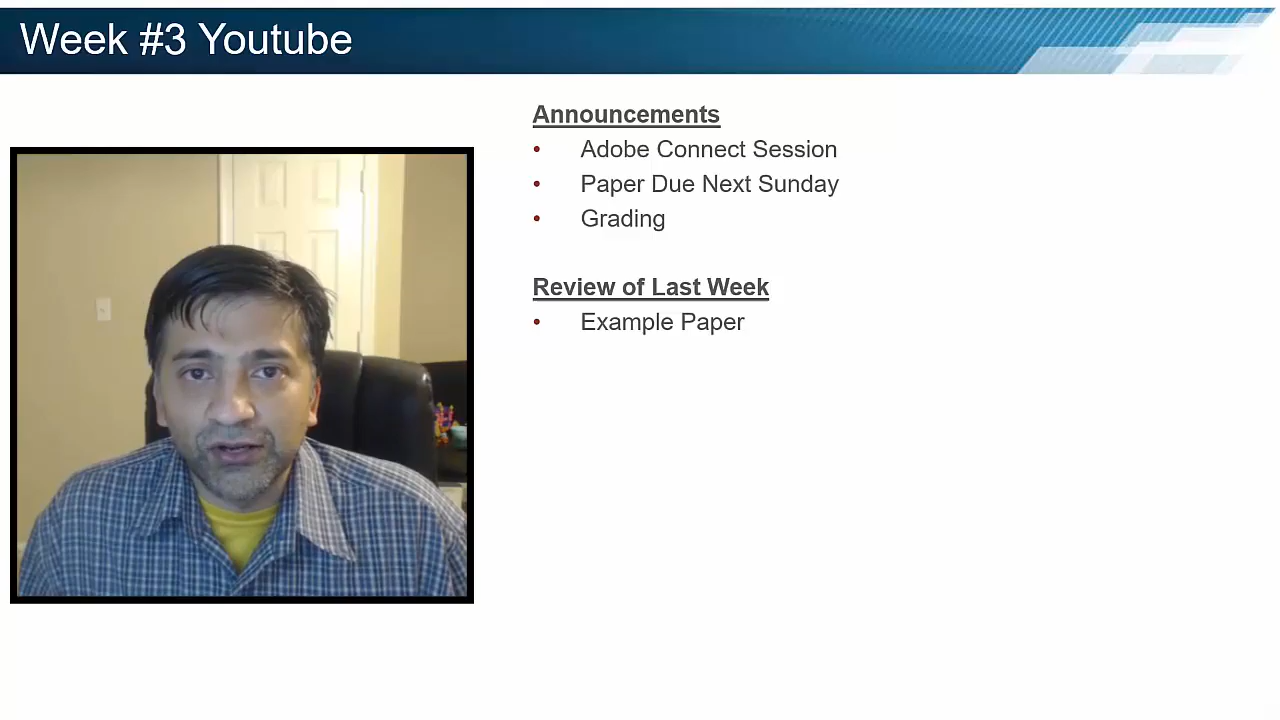 Week #3 Youtube
Announcements
• Adobe Connect Session
• Paper Due Next Sunday
• Grading
Review of Last Week
• Example Paper